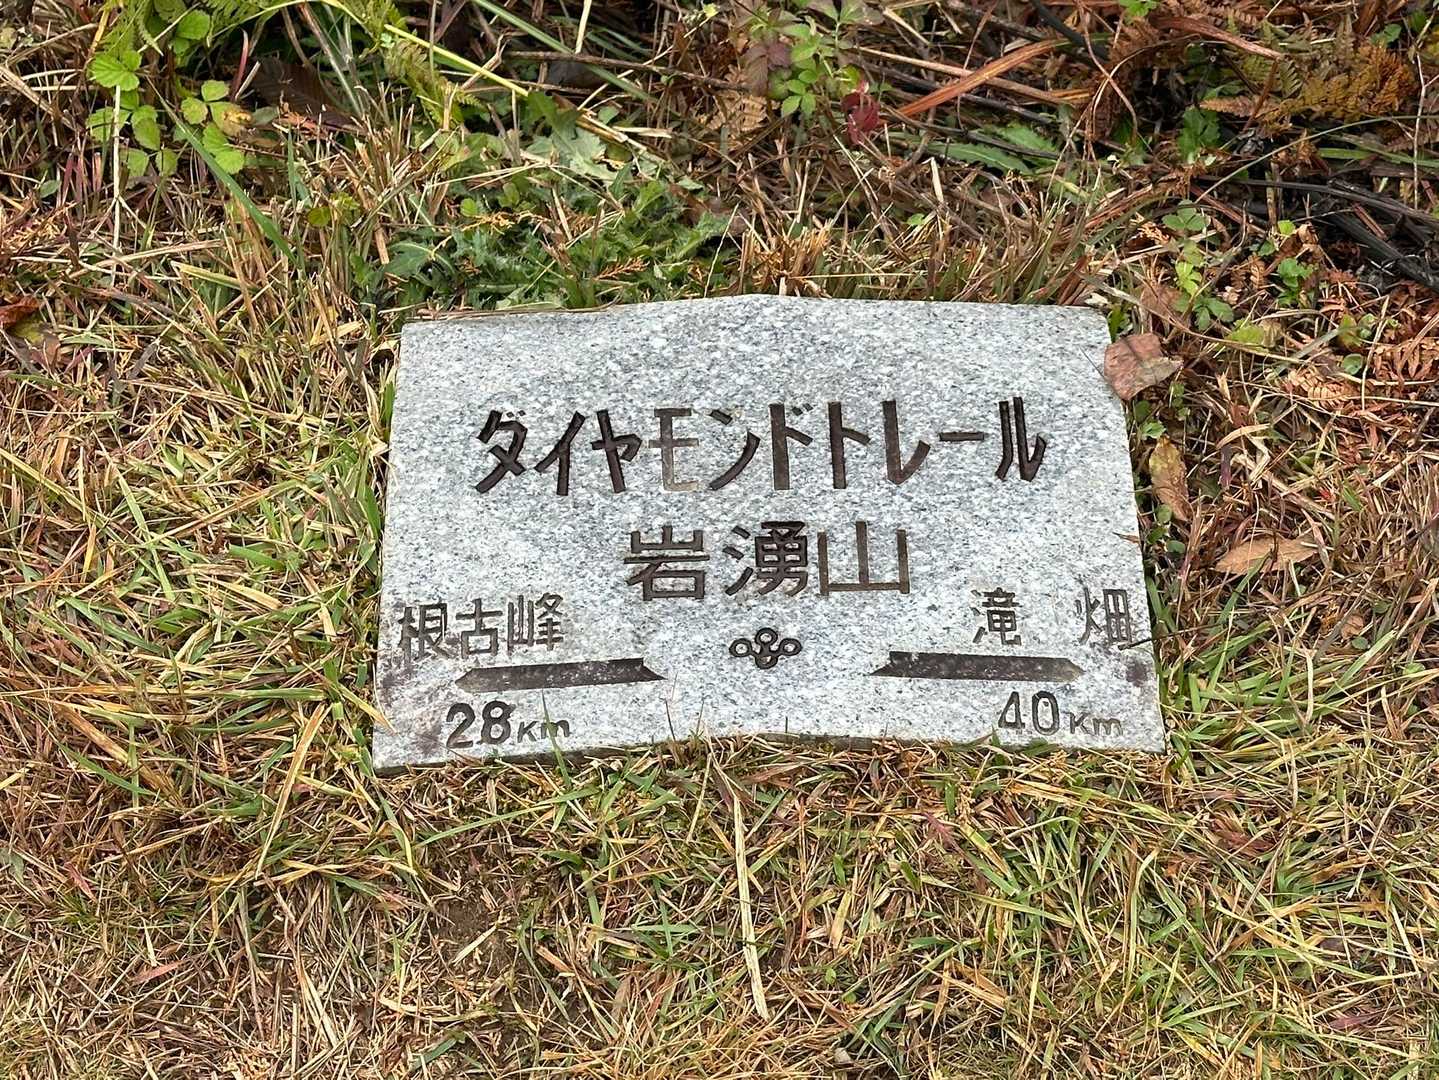 ダイヤモンドトレール
岩湧山
根古峰 滝畑
28Km 40Km